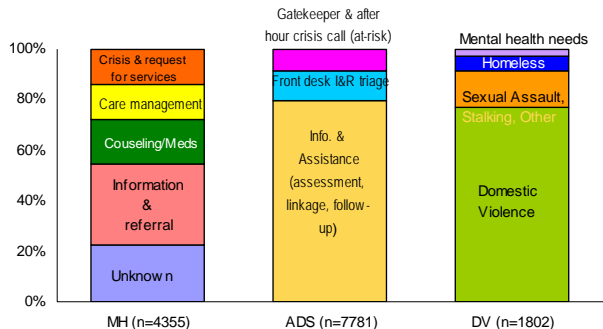 Gatekeeper & after
hour crisis call (at-risk)
Mental health needs
100%
80%
60%
40%
20%
0%
Crisis & request
for services
Care management
Couseling/Meds
Information
&
referral
Unknown
Front desk I&R triage
Info. &
Assistance
(assessment,
linkage, follow-
up)
Homeless
Sexual Assault,
Stalking, Other
Domestic
Violence
MH (n=4355)
ADS (n=7781)
DV (n=1802)